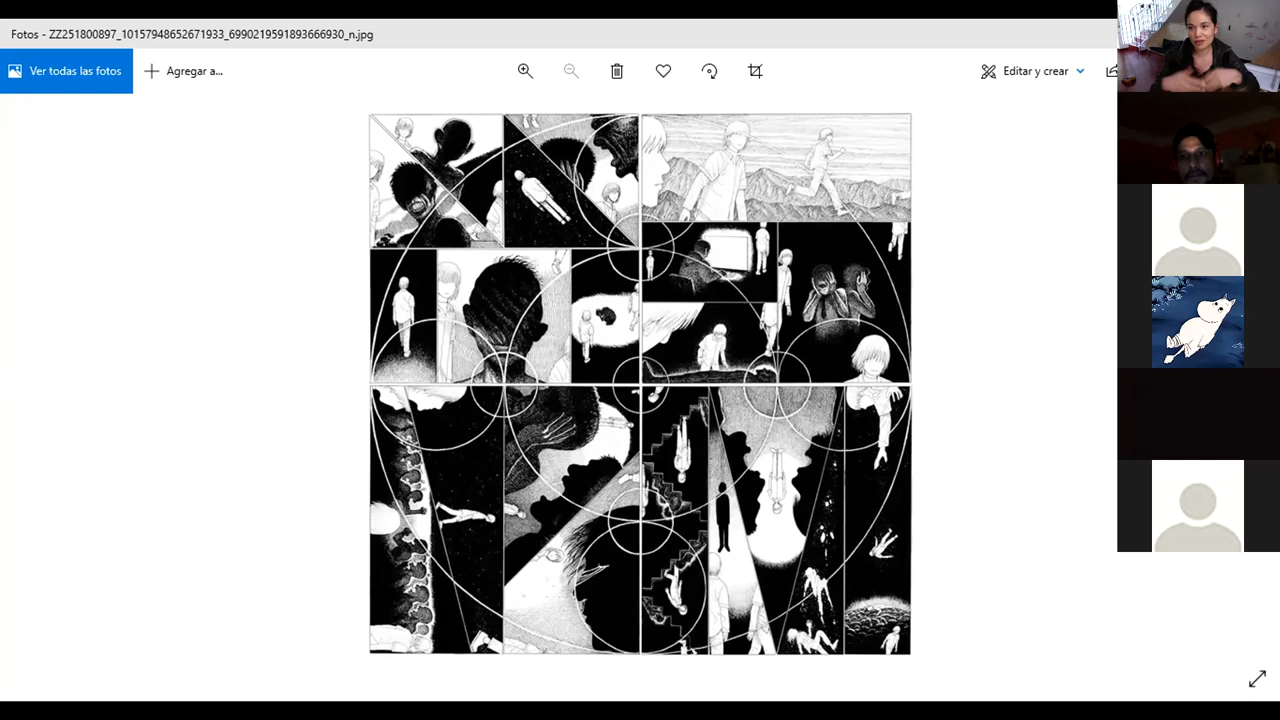 Fotos - ZZ251800897_10157948652671933_6990219591893666930_n.jpg
Ver todas las fotos
Agregar a...
Editar y crear